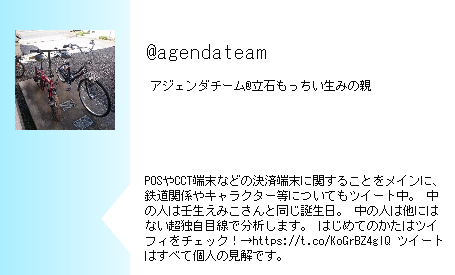 @agendateam
アジェンダチーム@立石もっちい生みの親
POSやCCT端末などの決済端末に関することをメインに、
鉄道関係やキャラクター等についてもツイート中。 中
の人は壬生えみこさんと同じ誕生日。 中の人は他には
ない超独自目線で分析します。 はじめてのかたはツイ
フィをチェック！→https://t.co/KoGrBZ4gIQ ツイート
はすべて個人の見解です。